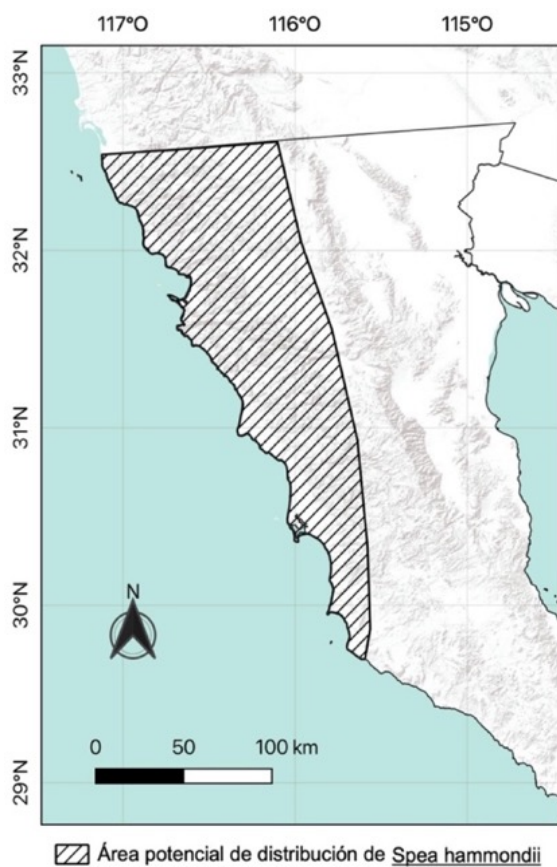 117°O 116°O 115°O
33°N
32°N
31°N
30°N
29°N
N
0 50 100 km
Área potencial de distribución de Spea hammondii